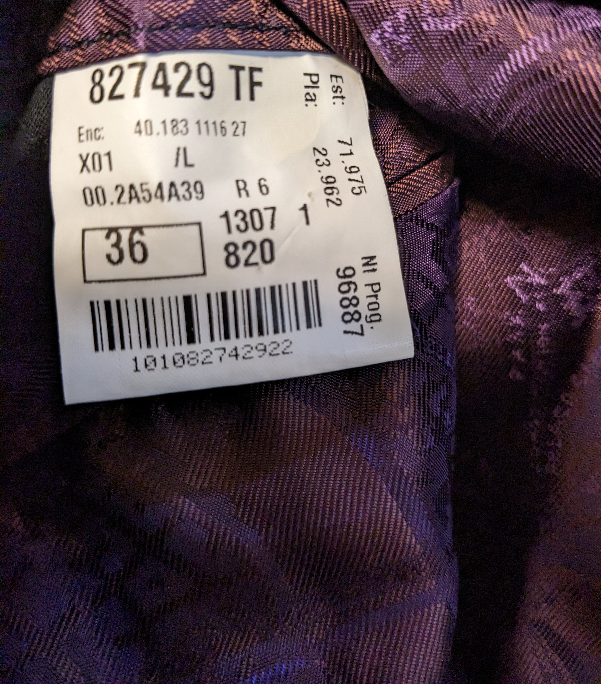 827429 TF
Enc: 40.183 1116 27
X01 /L
00.2A54A39 R 6
36
1307 1
820
101082742922
Est: 71.975
Pla: 23.962
Nt Prog.
96887